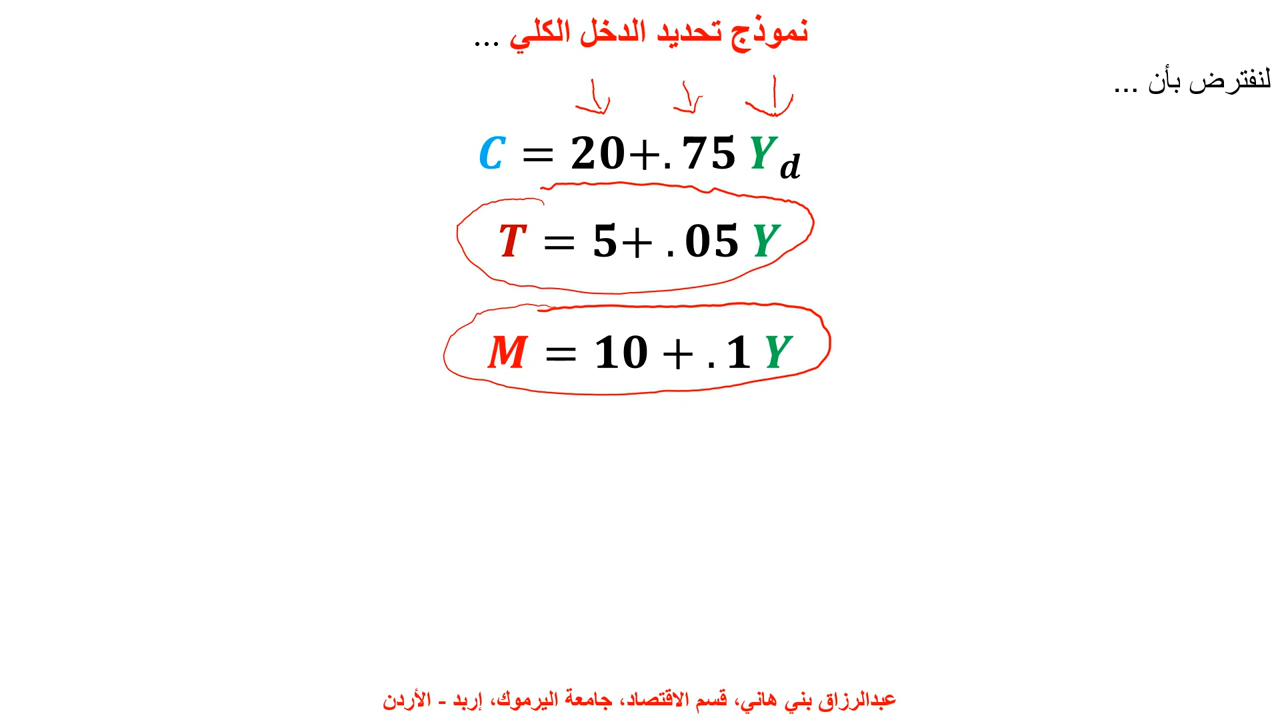 نموذج تحديد الدخل الكلي ...
لنفترض بأن ...
C = 20+.75 Y_d
T = 5+ .05 Y
M = 10 + .1 Y
عبدالرزاق بني هاني، قسم الاقتصاد، جامعة اليرموك، إربد - الأردن